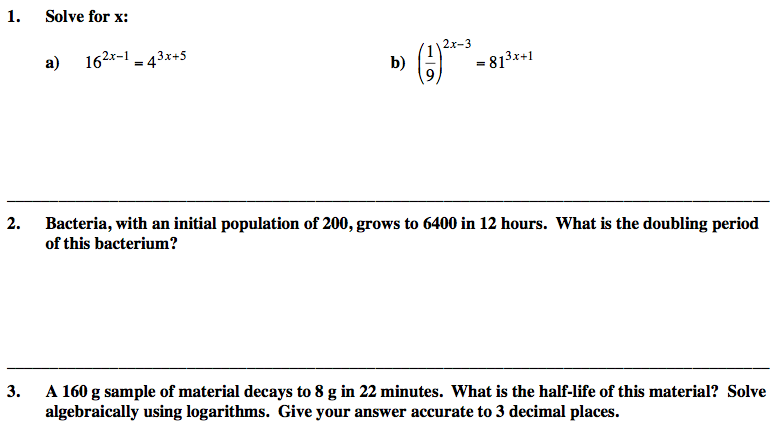 1. Solve for x:
a) 16^{2x-1} = 4^{3x+5} b) (1/9)^{2x-3} = 81^{3x+1}
2. Bacteria, with an initial population of 200, grows to 6400 in 12 hours. What is the doubling period
of this bacterium?
3. A 160 g sample of material decays to 8 g in 22 minutes. What is the half-life of this material? Solve
algebraically using logarithms. Give your answer accurate to 3 decimal places.